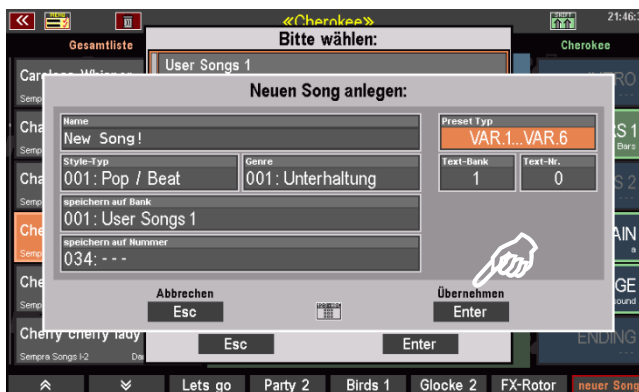 MENU
SHIFT
«Cherokee»
21:46:
Gesamtliste
Bitte wählen:
Cherokee
User Songs 1
Neuen Song anlegen:
Name
New Song!
Preset Typ
VAR.1...VAR.6
Style-Typ
001: Pop / Beat
Genre
001: Unterhaltung
Text-Bank
1
Text-Nr.
0
speichern auf Bank
001: User Songs 1
speichern auf Nummer
034: - - -
Abbrechen
Esc
Übernehmen
Enter
Esc
Enter
Cherry cherry lady
Sempra Songs I-2
ENDING
Lets go
Party 2
Birds 1
Glocke 2
FX-Rotor
neuer Song